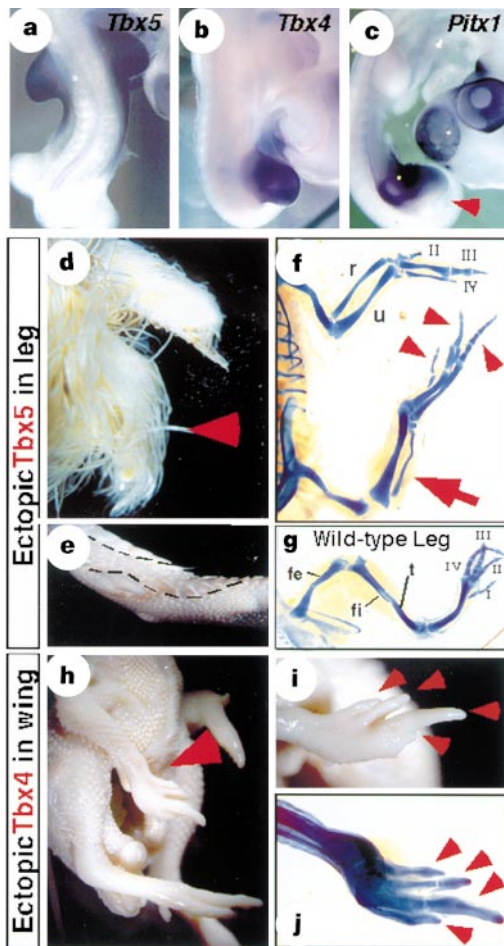 a Tbx5
b Tbx4
c Pitx1
Ectopic Tbx5 in leg
d
e
f
r
u
II
III
IV
g Wild-type Leg
fe
fi
t
IV
III
II
I
Ectopic Tbx4 in wing
h
i
j